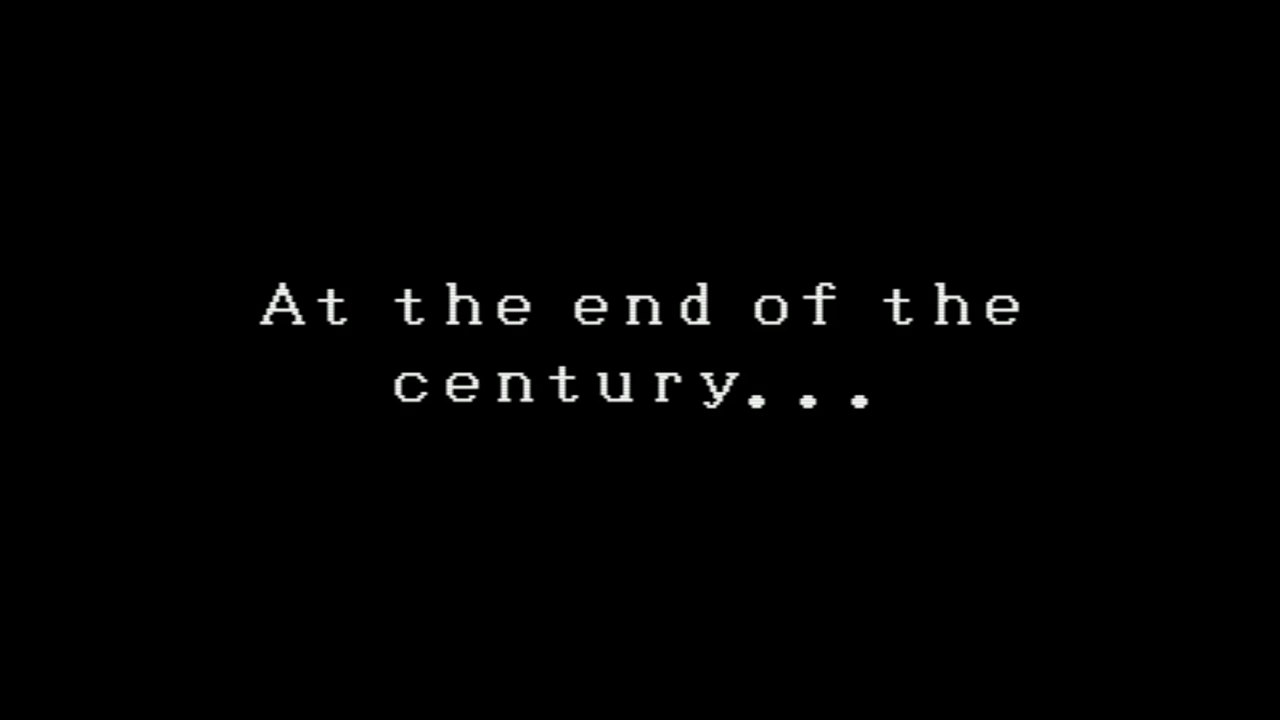 At the end of the
century...